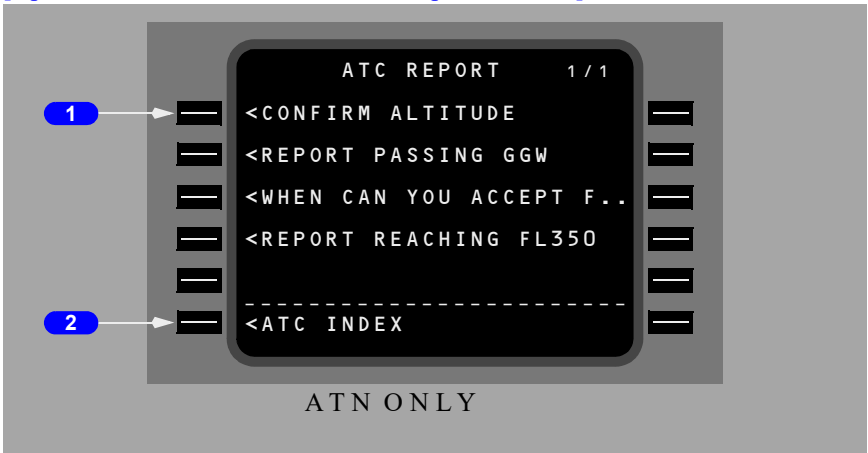 ATC REPORT 1/1
1 <CONFIRM ALTITUDE
<REPORT PASSING GGW
<WHEN CAN YOU ACCEPT F..
<REPORT REACHING FL350
--------------------------
2 <ATC INDEX
ATN ONLY